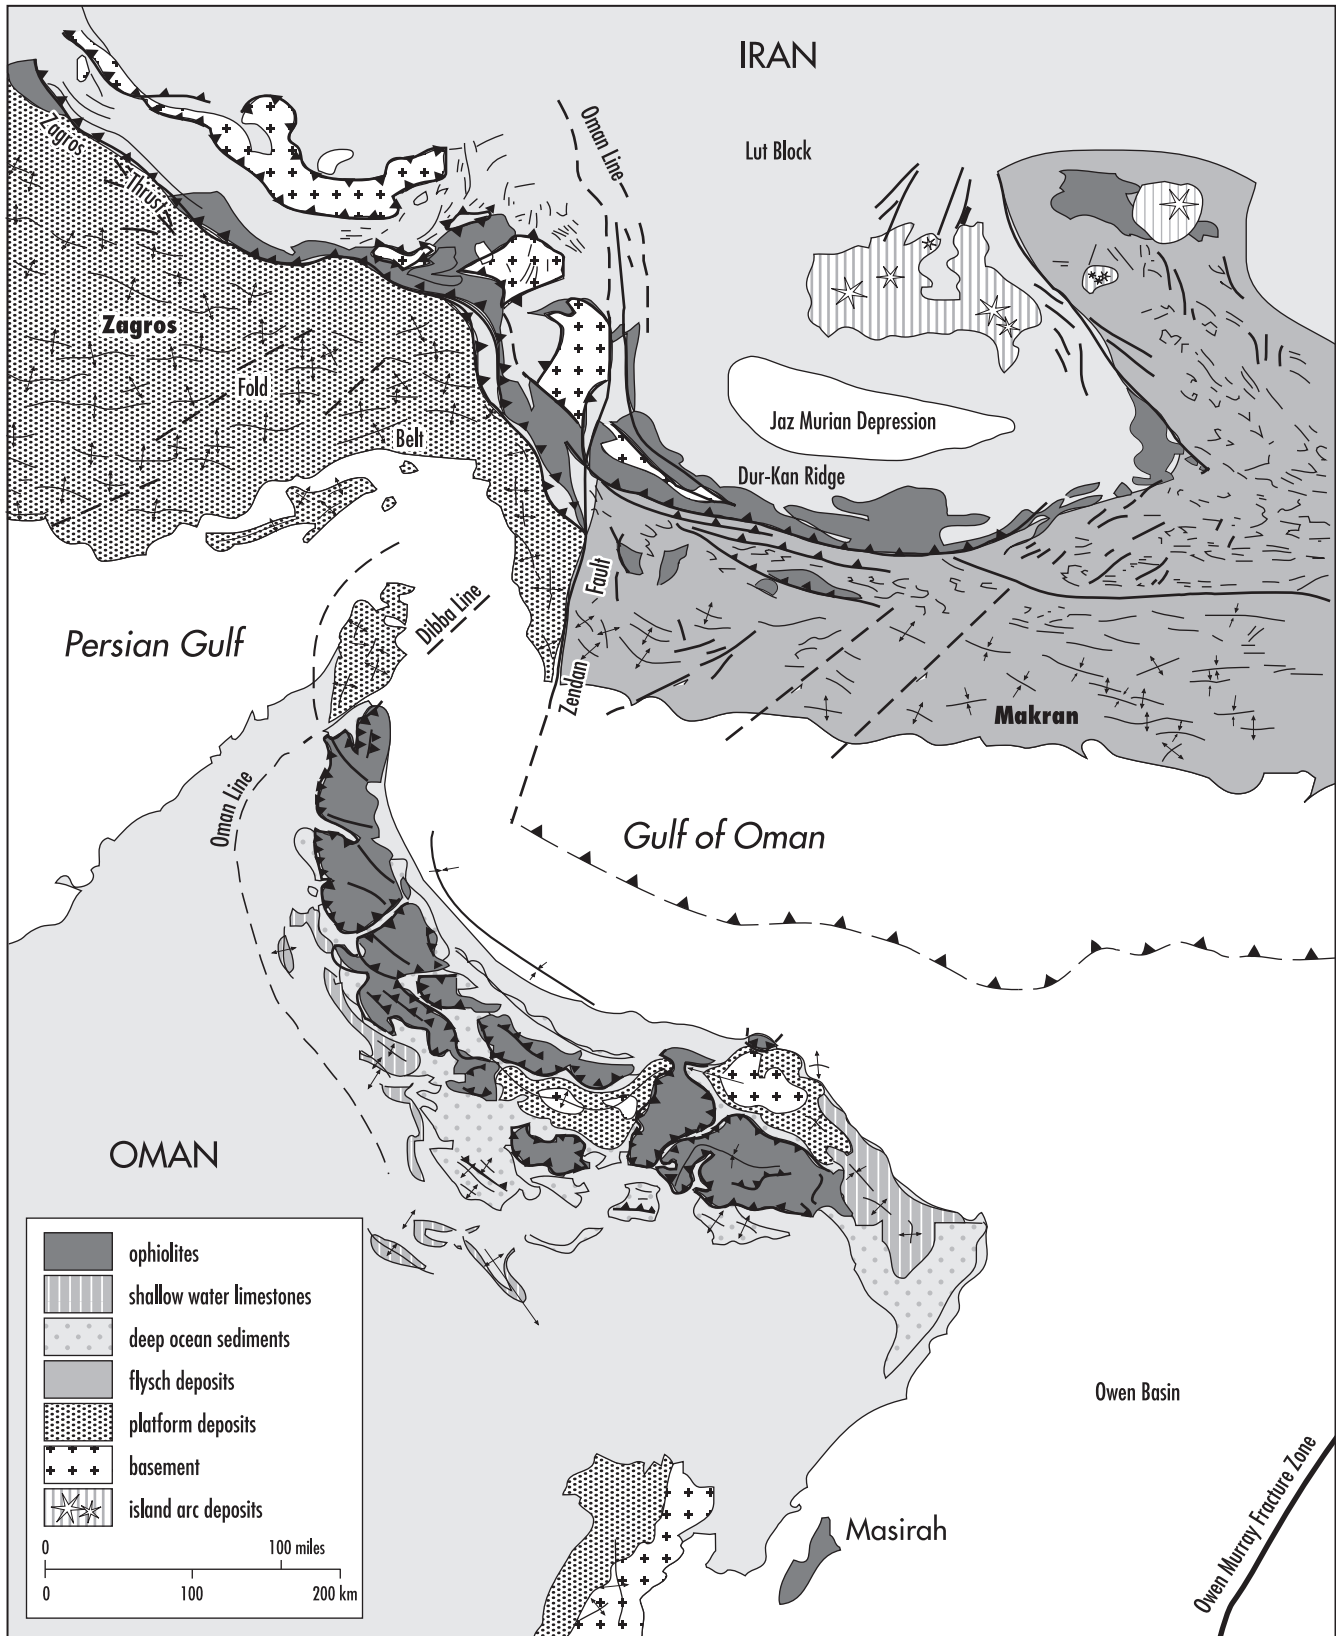 IRAN
Oman Line
Lut Block
Zagros
Thrust
Zagros
Fold
Belt
Jaz Murian Depression
Dur-Kan Ridge
Fault
Dibba Line
Persian Gulf
Zendan
Makran
Oman Line
Gulf of Oman
OMAN
ophiolites
shallow water limestones
deep ocean sediments
flysch deposits
platform deposits
basement
island arc deposits
0 100 miles
0 100 200 km
Owen Basin
Masirah
Owen Murray Fracture Zone